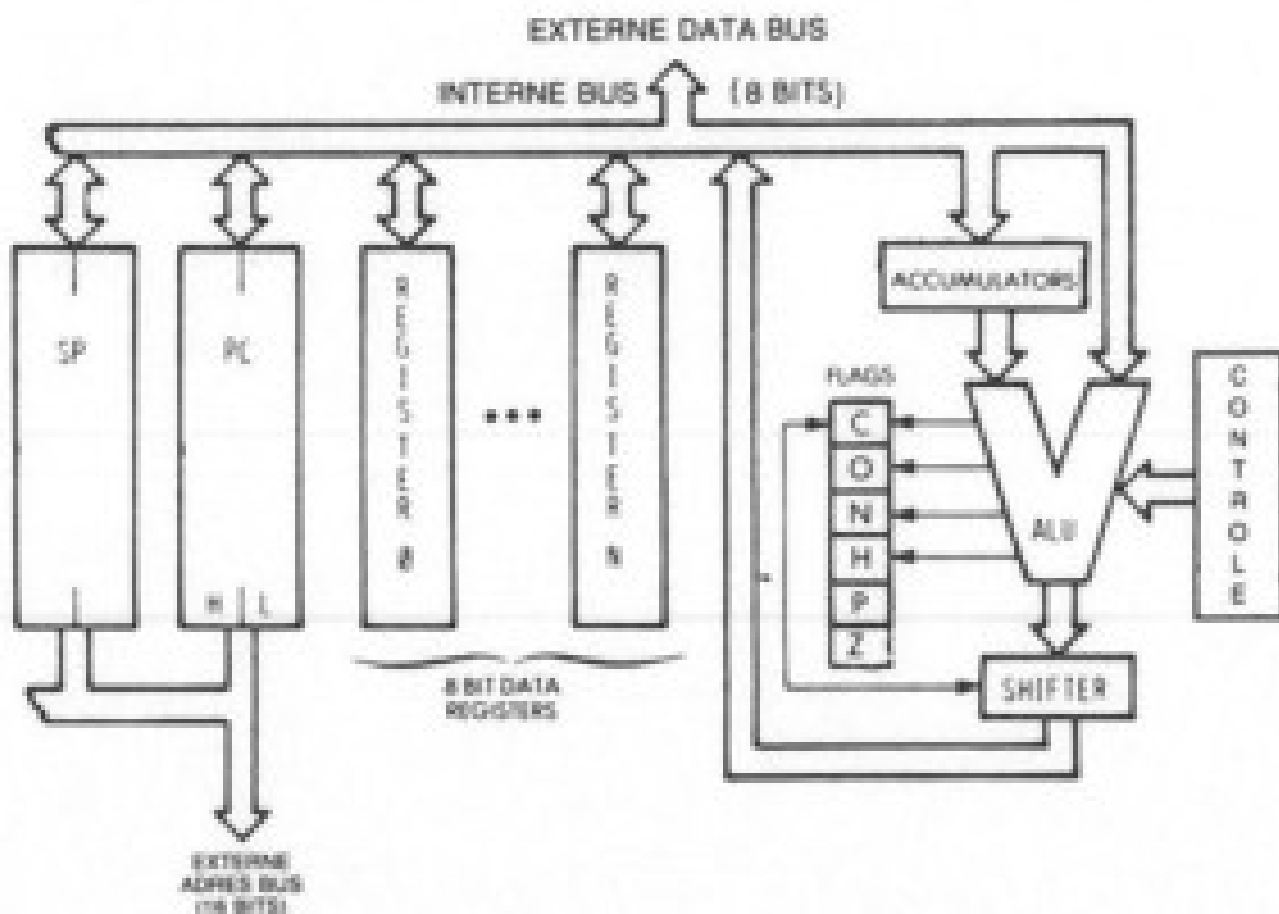 EXTERNE DATA BUS
INTERNE BUS (8 BITS)
SP
PC
H L
REGISTER 0
REGISTER N
ACCUMULATORS
FLAGS
C
O
N
H
P
Z
ALU
CONTROLE
SHIFTER
8 BIT DATA
REGISTERS
EXTERNE
ADRES BUS
(16 BITS)